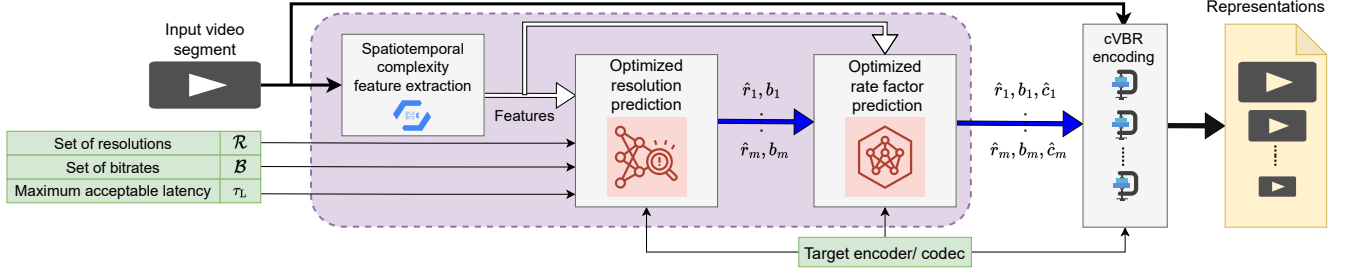 Input video
segment
Spatiotemporal
complexity
feature extraction
Features
Set of resolutions ℛ
Set of bitrates ℬ
Maximum acceptable latency τ_L
Optimized
resolution
prediction
r̂₁, b₁
⋮
r̂ₘ, bₘ
Optimized
rate factor
prediction
r̂₁, b₁, ĉ₁
⋮
r̂ₘ, bₘ, ĉₘ
cVBR
encoding
Representations
Target encoder/ codec